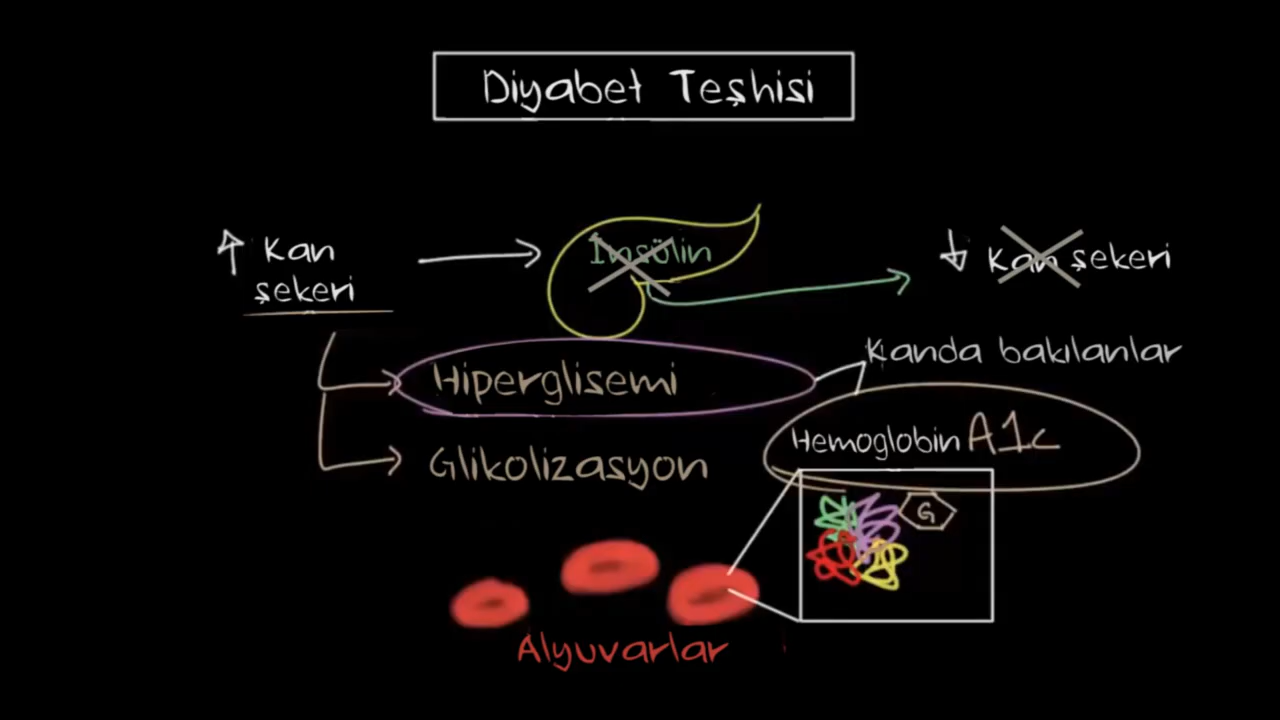 Diyabet Teşhisi
Kan
şekeri
İnsülin
Kan şekeri
Hiperglisemi
Kanda bakılanlar
Glikolizasyon
Hemoglobin A1c
G
Alyuvarlar